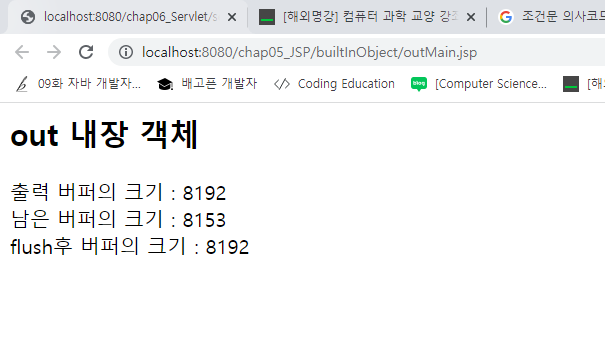 localhost:8080/chap06_Servlet/s
[해외명강] 컴퓨터 과학 교양 강좌
조건문 의사코드
localhost:8080/chap05_JSP/builtInObject/outMain.jsp
09화 자바 개발자...
배고픈 개발자
Coding Education
blog
[Computer Science...
[해
out 내장 객체
출력 버퍼의 크기 : 8192
남은 버퍼의 크기 : 8153
flush후 버퍼의 크기 : 8192